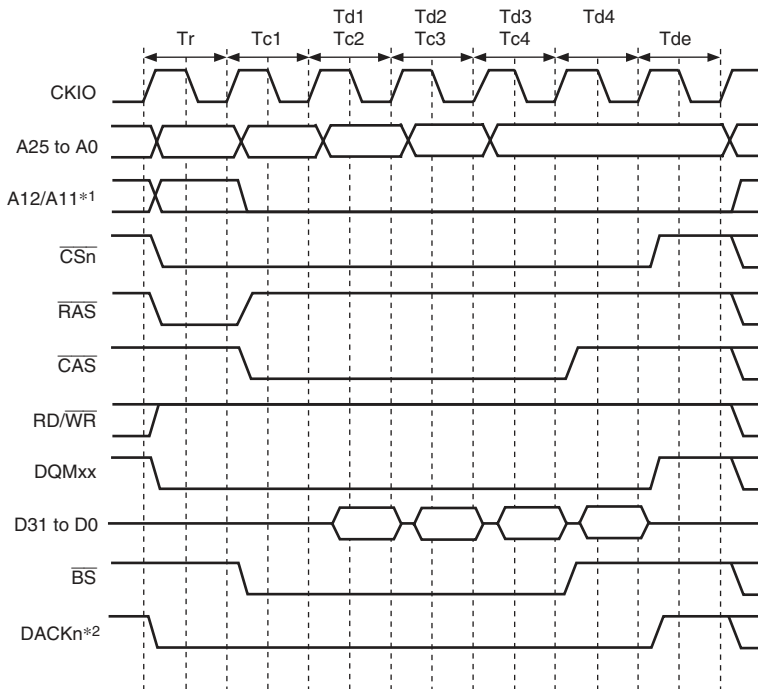 Td1 Td2 Td3 Td4
Tr Tc1 Tc2 Tc3 Tc4 Tde
CKIO
A25 to A0
A12/A11*1
CSn
RAS
CAS
RD/WR
DQMxx
D31 to D0
BS
DACKn*2